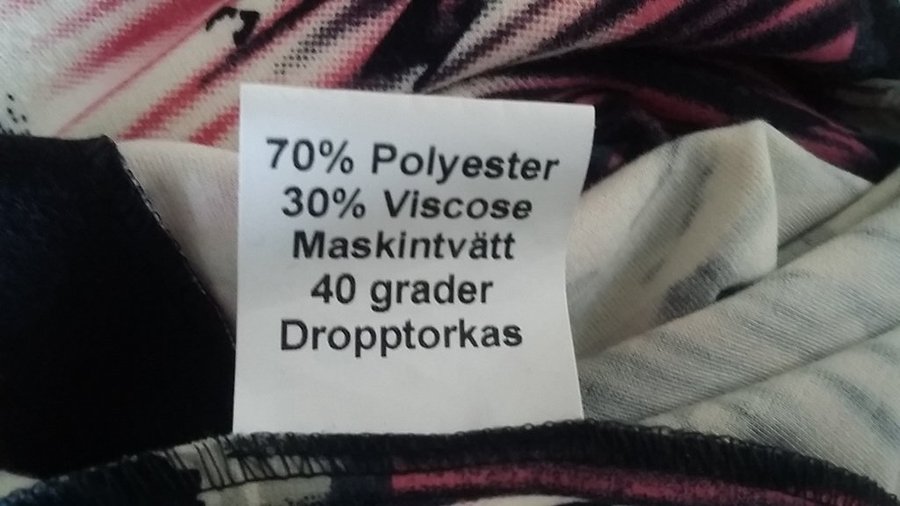 70% Polyester
30% Viscose
Maskintvätt
40 grader
Dropptorkas